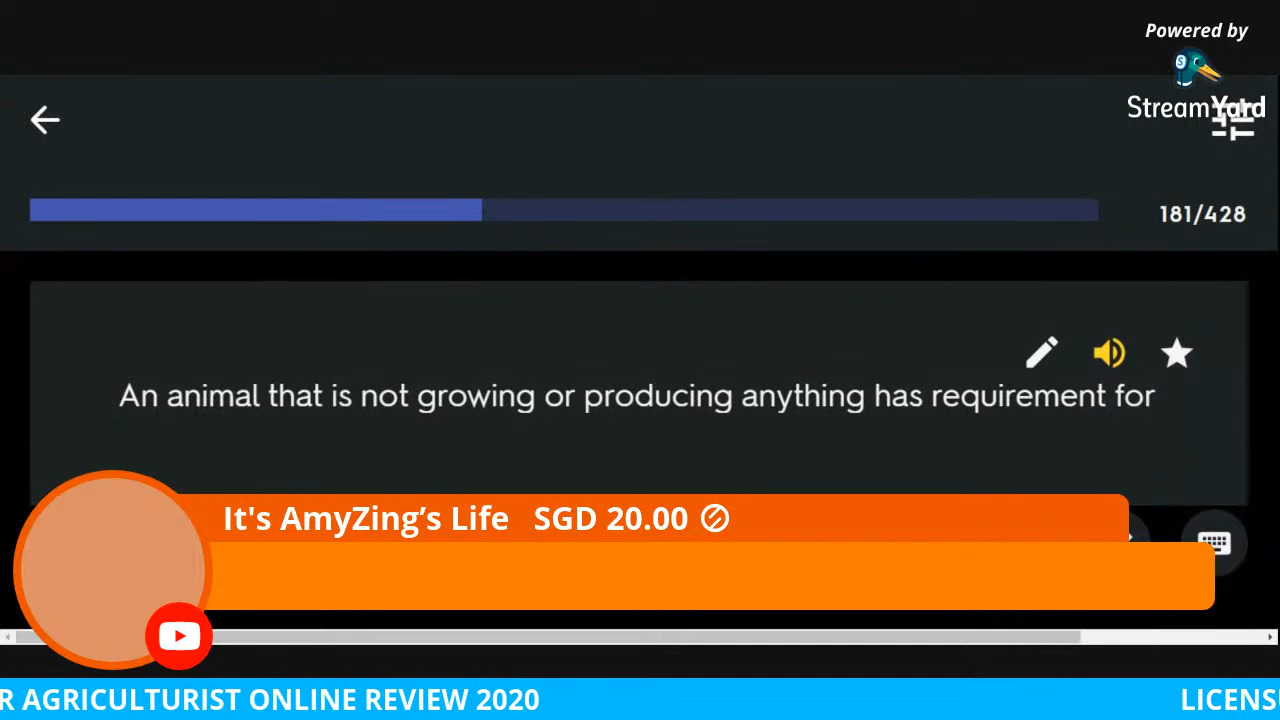 Powered by
StreamYard
181/428
An animal that is not growing or producing anything has requirement for
It's AmyZing’s Life SGD 20.00
R AGRICULTURIST ONLINE REVIEW 2020 LICENS